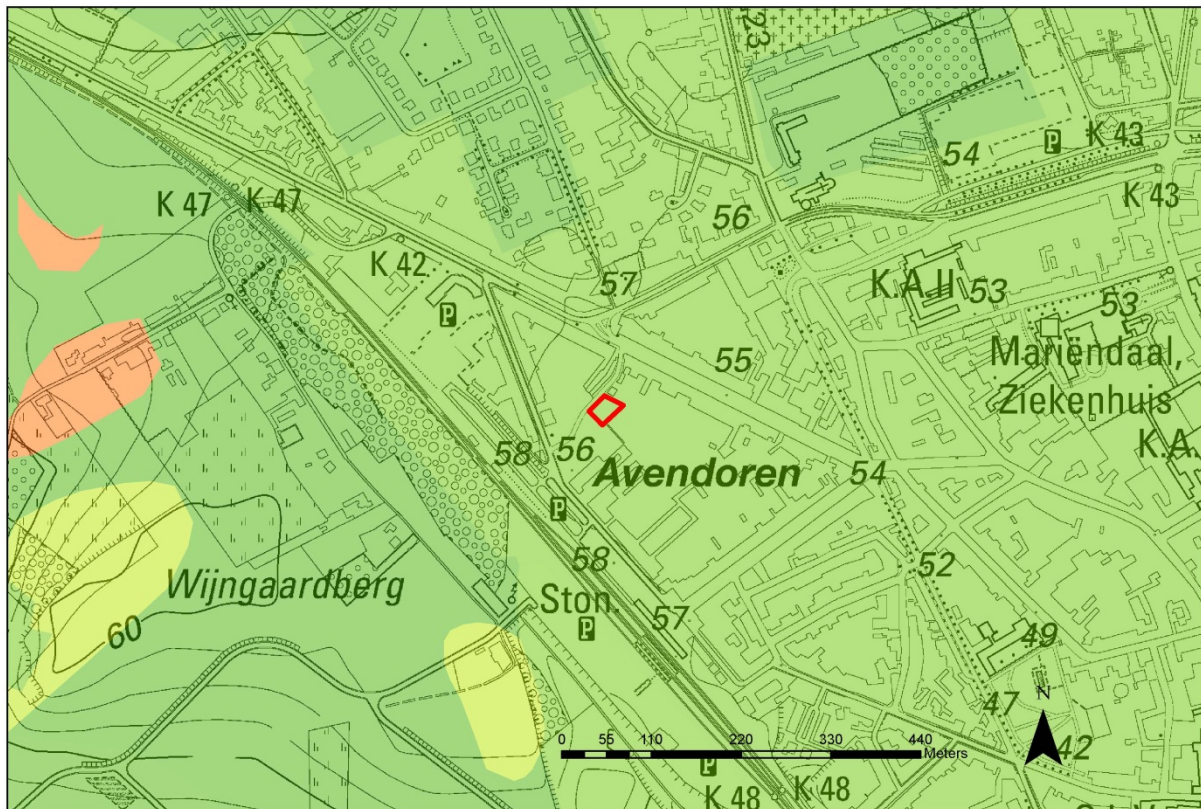 23
54
P
K 43
K 43
K 47
K 47
56
K 42
57
K.A.II
53
53
P
55
Mariëndaal,
Ziekenhuis
K.A.
58
56
Avendoren
54
P
58
52
Wijngaardberg
Ston.
P
57
60
49
47
N
42
0 55 110 220 330 440
Meters
P
K 48
K 48